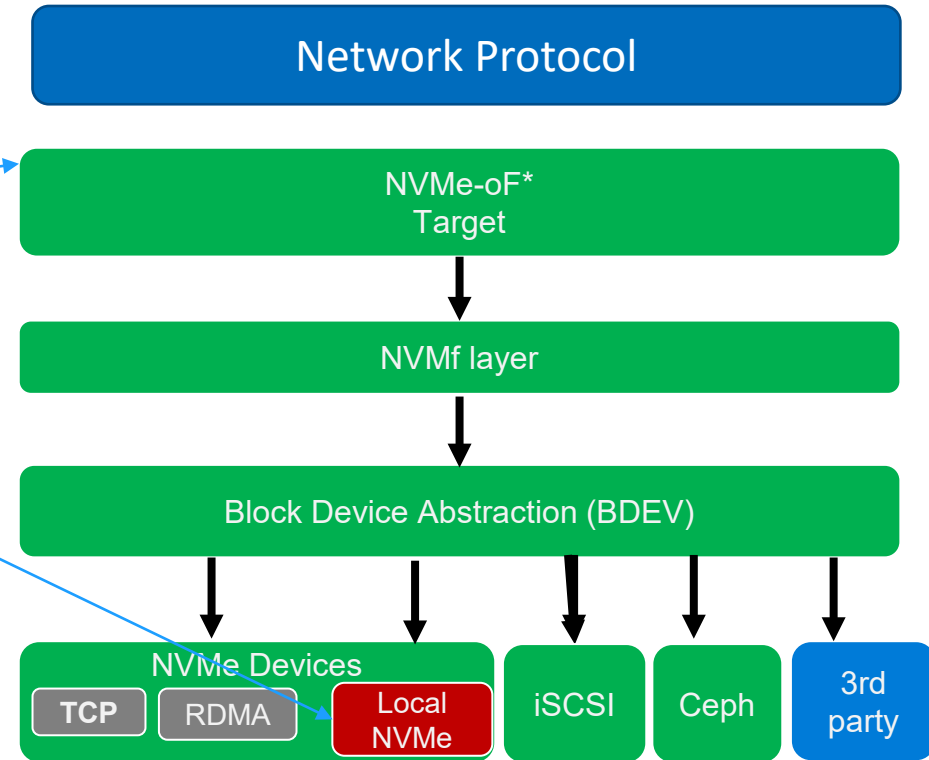 Network Protocol
NVMe-oF*
Target
NVMf layer
Block Device Abstraction (BDEV)
NVMe Devices
TCP
RDMA
Local
NVMe
iSCSI
Ceph
3rd
party